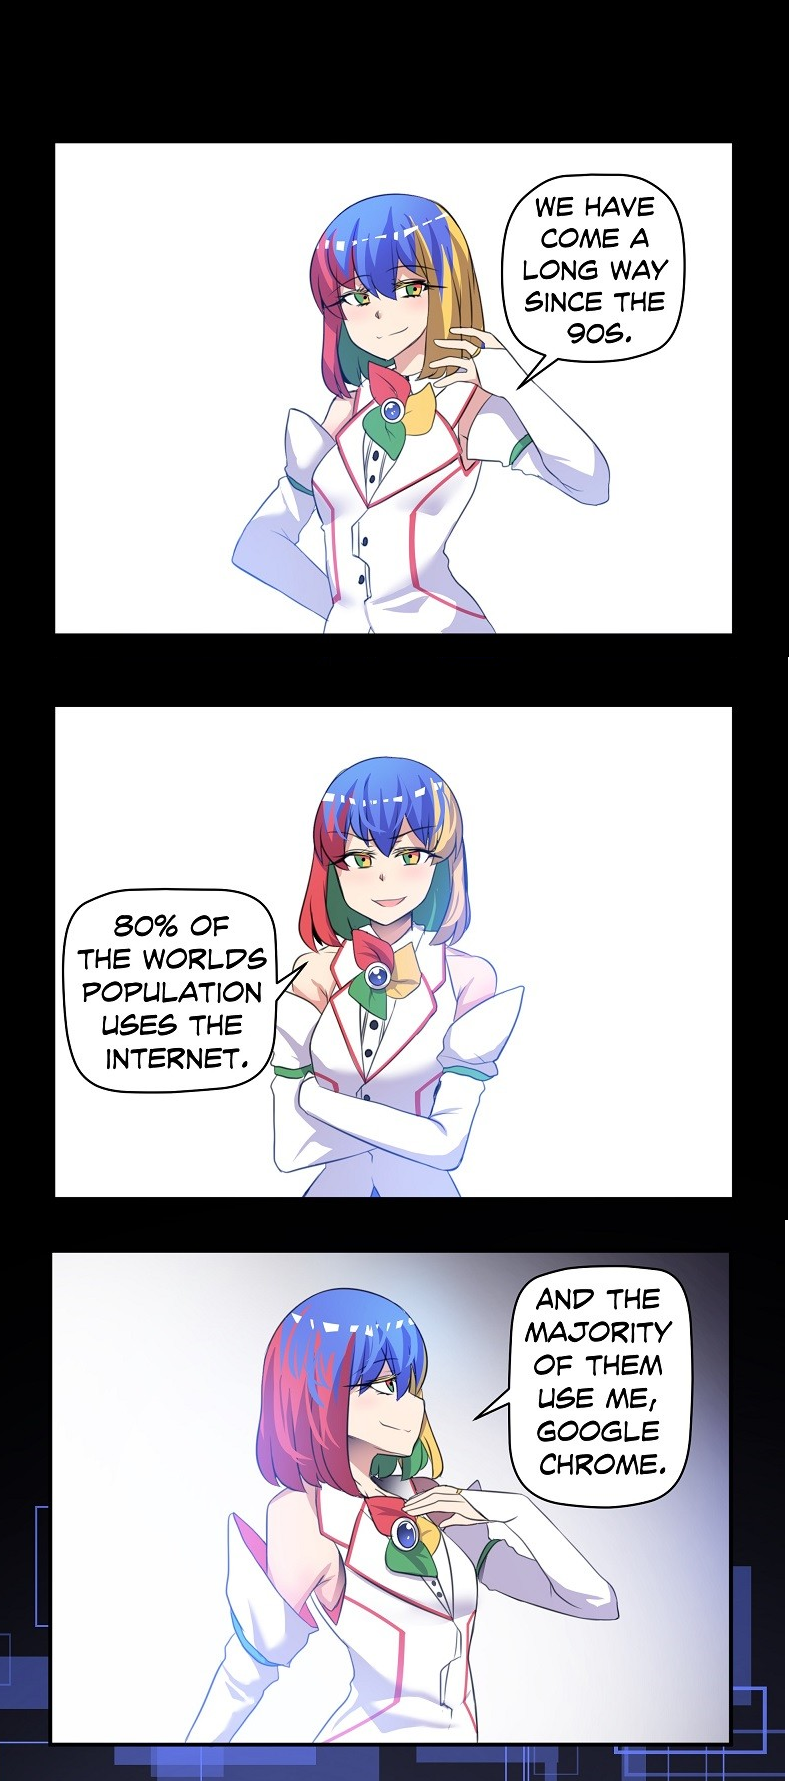 WE HAVE
COME A
LONG WAY
SINCE THE
90S.
80% OF
THE WORLDS
POPULATION
USES THE
INTERNET.
AND THE
MAJORITY
OF THEM
USE ME,
GOOGLE
CHROME.